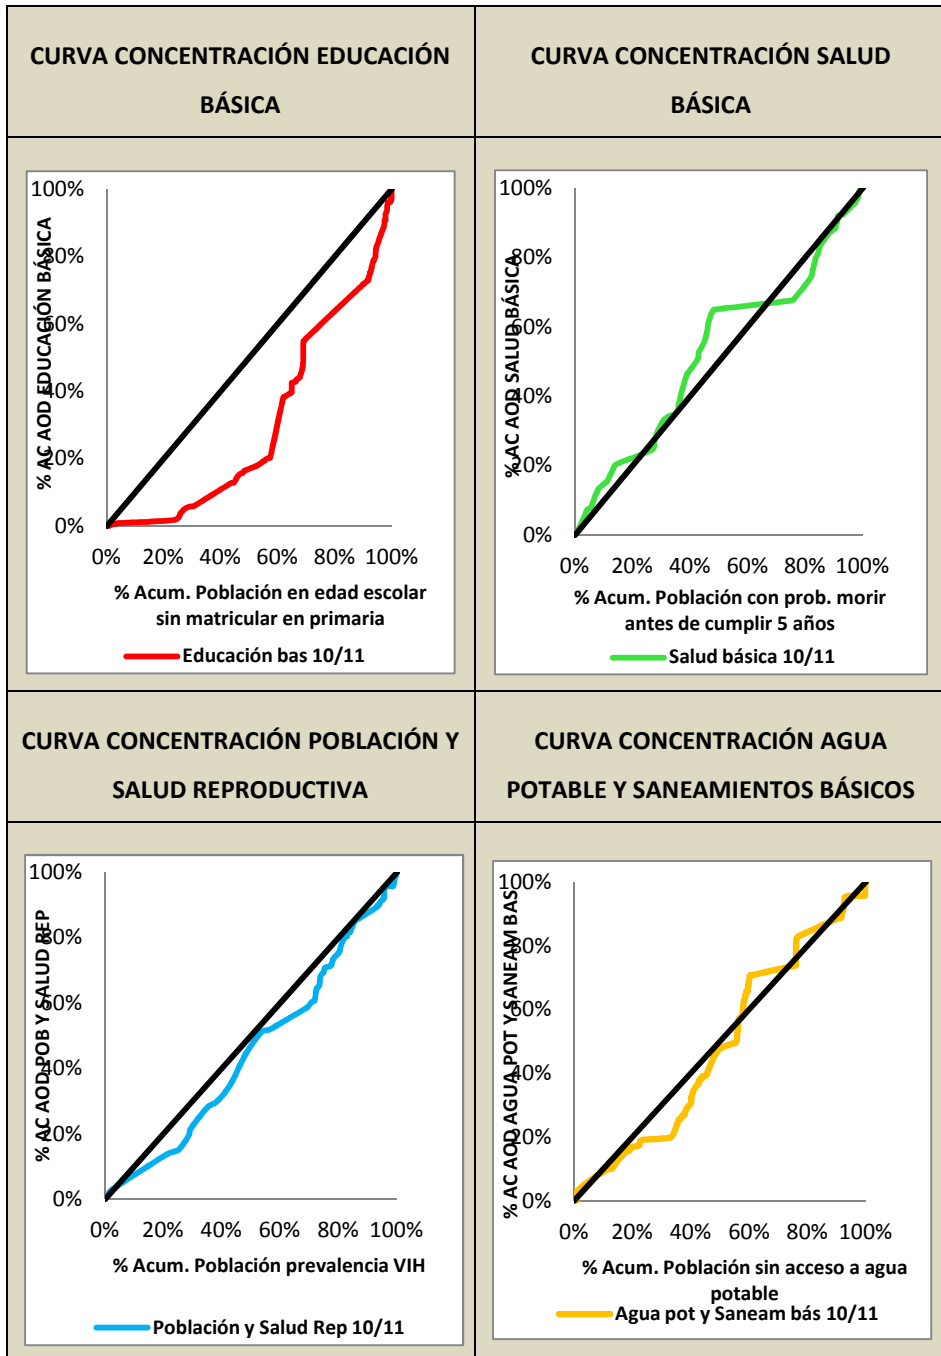 CURVA CONCENTRACIÓN EDUCACIÓN
BÁSICA
CURVA CONCENTRACIÓN SALUD
BÁSICA
% AC AOD EDUCACIÓN BÁSICA
100%
80%
60%
40%
20%
0%
0% 20% 40% 60% 80% 100%
% Acum. Población en edad escolar
sin matricular en primaria
Educación bas 10/11
% AC AOD SALUD BÁSICA
100%
80%
60%
40%
20%
0%
0% 20% 40% 60% 80% 100%
% Acum. Población con prob. morir
antes de cumplir 5 años
Salud básica 10/11
CURVA CONCENTRACIÓN POBLACIÓN Y
SALUD REPRODUCTIVA
CURVA CONCENTRACIÓN AGUA
POTABLE Y SANEAMIENTOS BÁSICOS
% AC AOD POB Y SALUD REP
100%
80%
60%
40%
20%
0%
0% 20% 40% 60% 80% 100%
% Acum. Población prevalencia VIH
Población y Salud Rep 10/11
% AC AOD AGUA POT Y SANEAM BAS
100%
80%
60%
40%
20%
0%
0% 20% 40% 60% 80% 100%
% Acum. Población sin acceso a agua
potable
Agua pot y Saneam bás 10/11